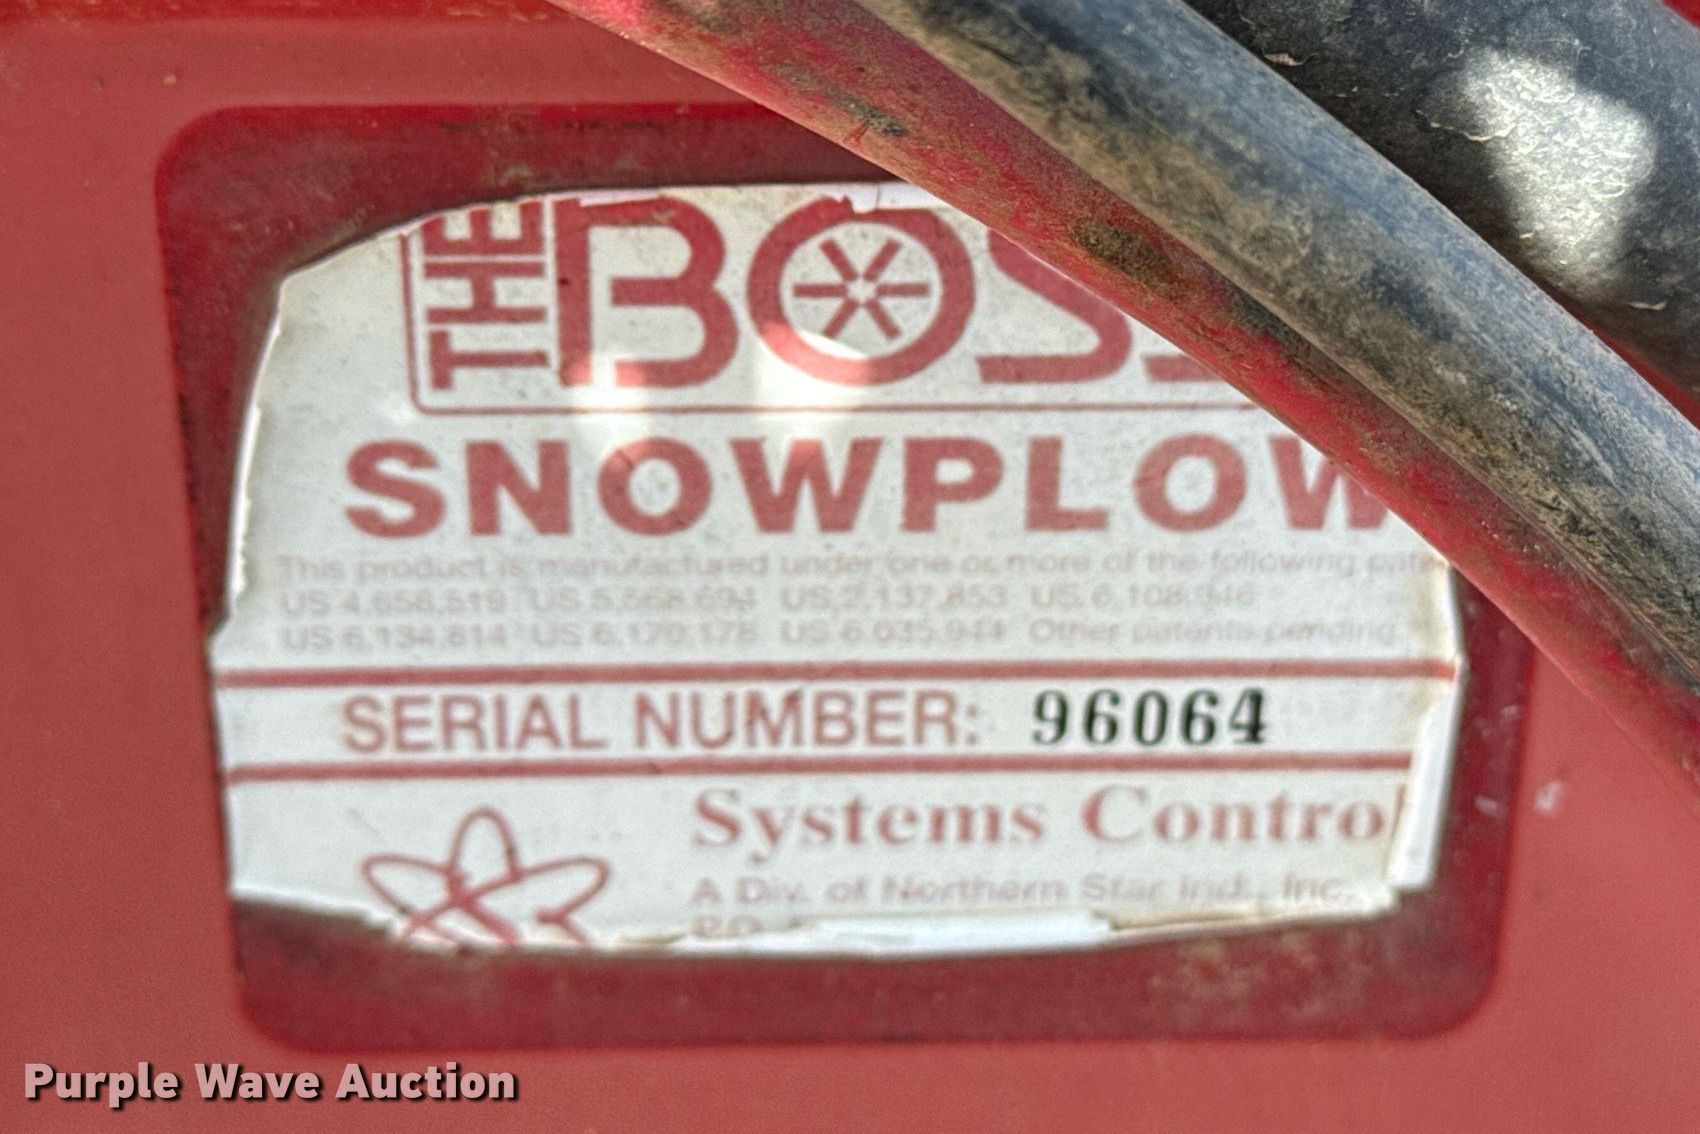 THE BOSS
SNOWPLOW
This product is manufactured under one or more of the following
US 4,658,519 US 5,568,694 US 2,137,853 US 6,108,946
US 6,134,814 US 6,170,178 US 6,035,944 Other patents pending.
SERIAL NUMBER: 96064
Systems Control
A Div. of Northern Star Ind., Inc.
Purple Wave Auction